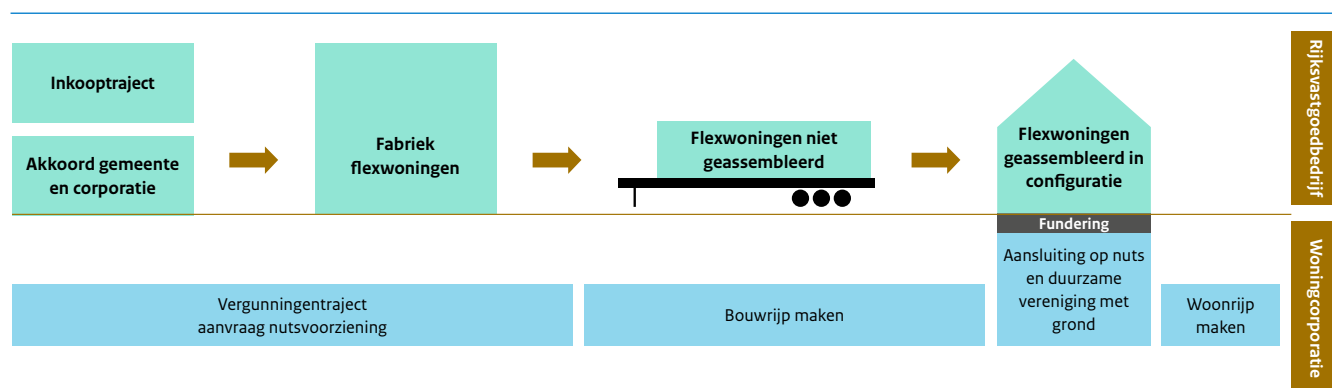 Inkooptraject
Akkoord gemeente
en corporatie
Fabriek
flexwoningen
Flexwoningen niet
geassembleerd
Flexwoningen
geassembleerd in
configuratie
Rijksvastgoedbedrijf
Fundering
Vergunningentraject
aanvraag nutsvoorziening
Bouwrijp maken
Aansluiting op nuts
en duurzame
vereniging met
grond
Woonrijp
maken
Woningcorporatie